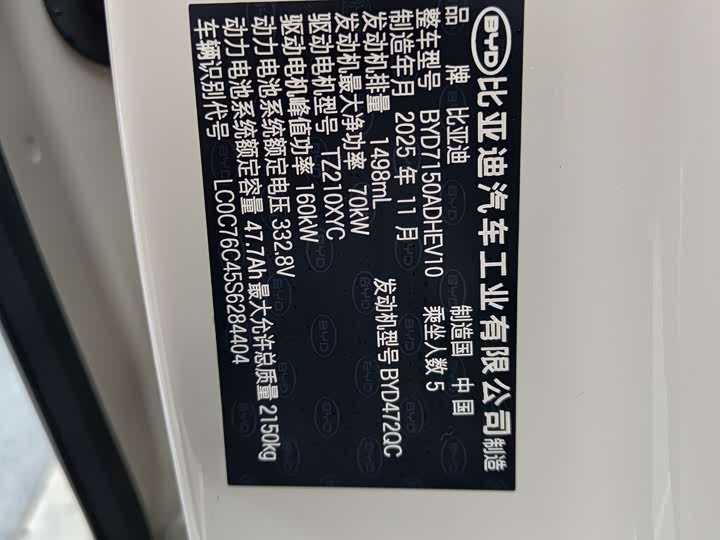 BYD 比亚迪汽车工业有限公司 制造
品牌 比亚迪 制造国 中国
整车型号 BYD7150ADHEV10 乘坐人数 5
制造年月 2025 年 11 月
发动机排量 1498mL 发动机型号 BYD472QC
发动机最大净功率 70kW
驱动电机型号 TZ210XYC
驱动电机峰值功率 160kW
动力电池系统额定电压 332.8V
动力电池系统额定容量 47.7Ah 最大允许总质量 2150kg
车辆识别代号 LC0C76C45S6284404